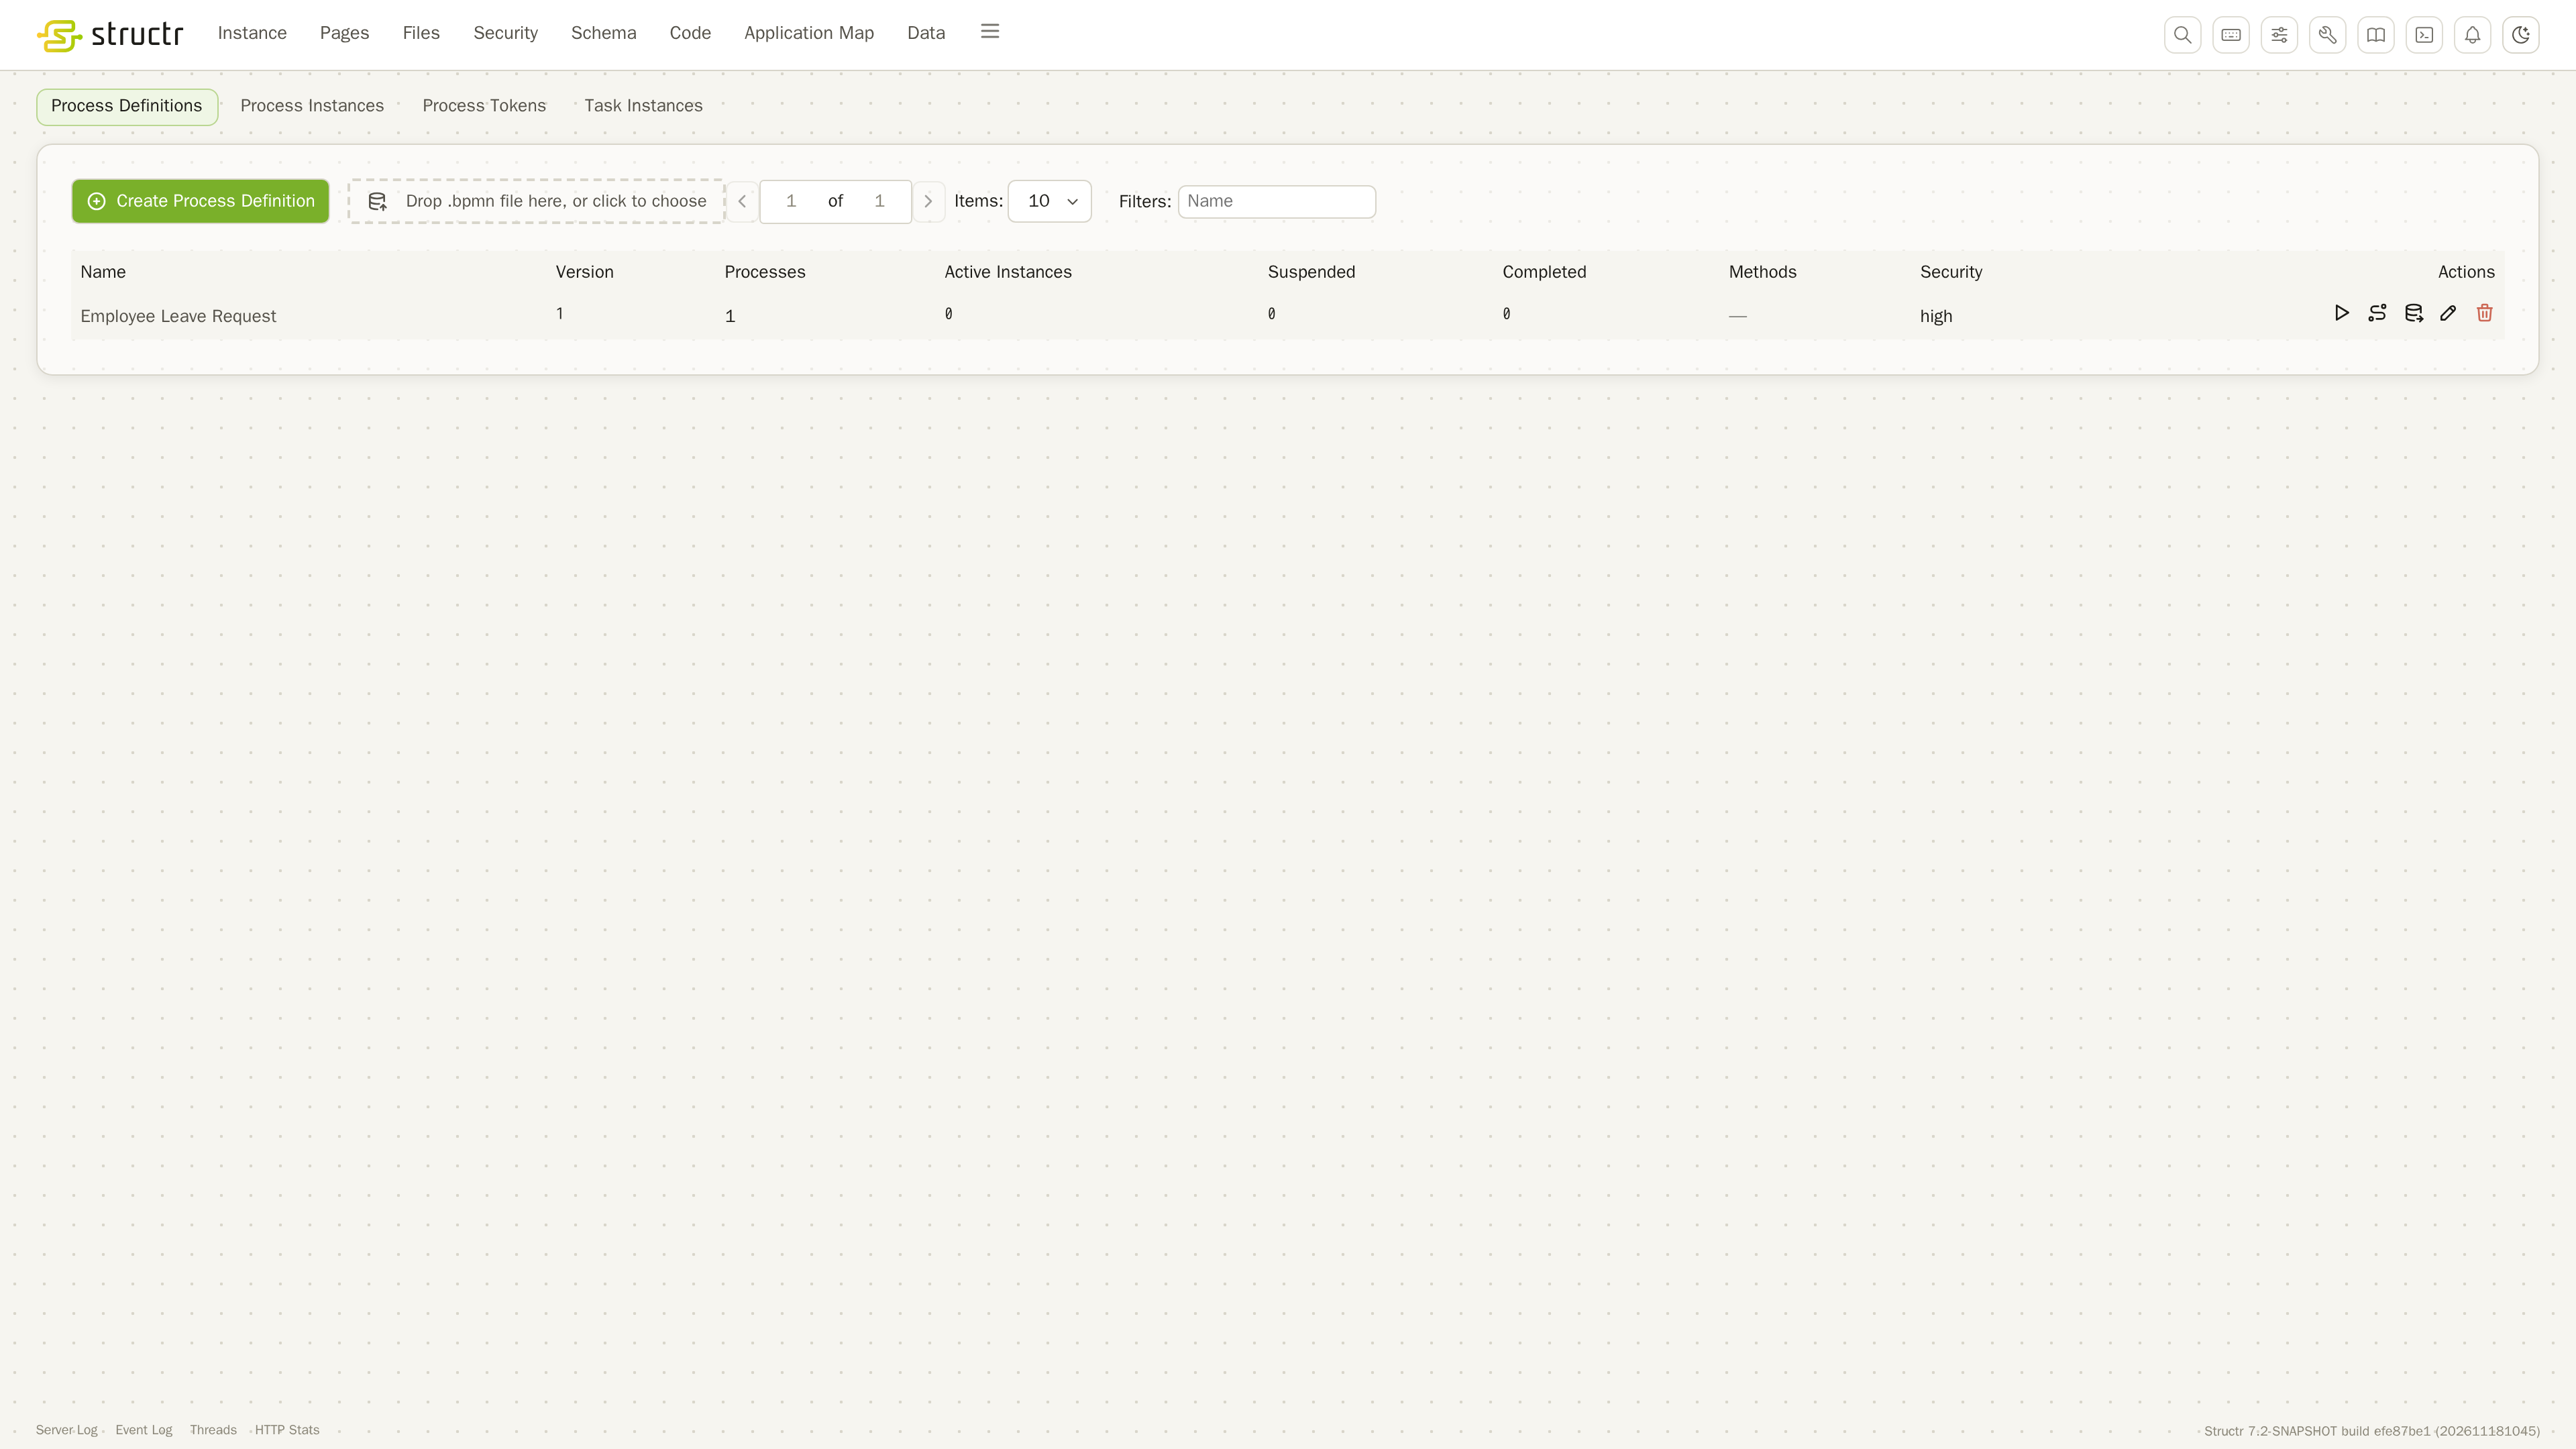 structr Instance Pages Files Security Schema Code Application Map Data
Process Definitions Process Instances Process Tokens Task Instances
Create Process Definition Drop .bpmn file here, or click to choose 1 of 1 Items: 10 Filters: Name
Name Version Processes Active Instances Suspended Completed Methods Security Actions
Employee Leave Request 1 1 0 0 0 — high
Server Log Event Log Threads HTTP Stats Structr 7.2-SNAPSHOT build efe87be1 (202611181045)